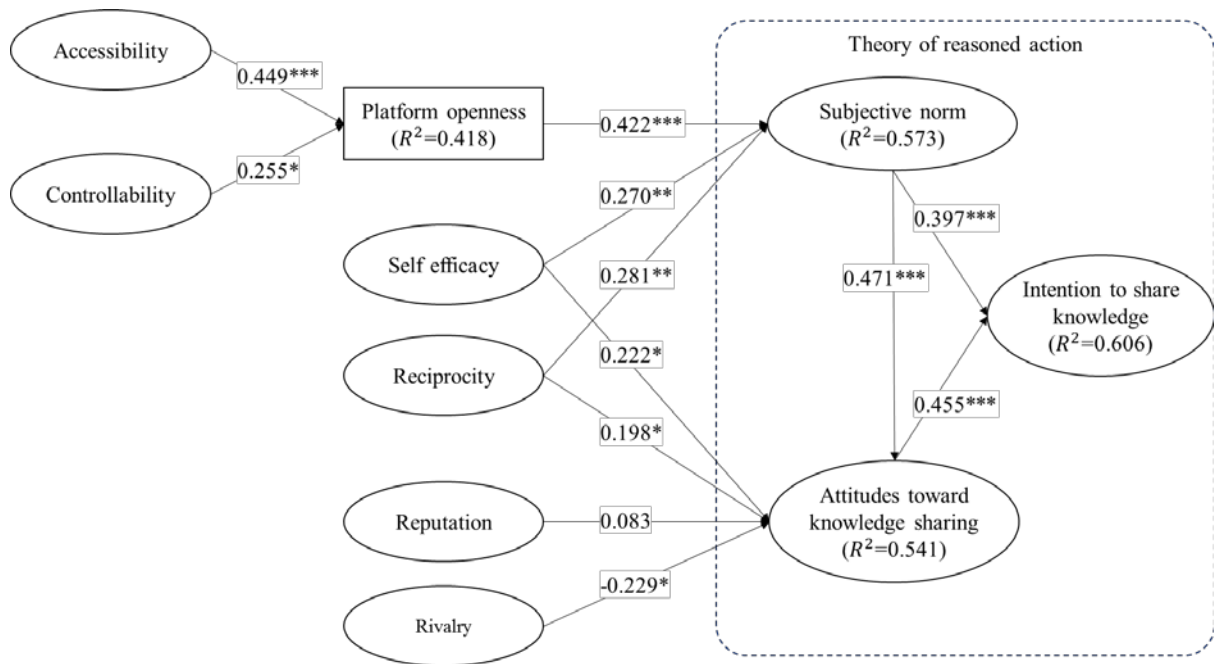 Theory of reasoned action
Accessibility
0.449***
Platform openness
(R²=0.418)
0.422***
Subjective norm
(R²=0.573)
Controllability
0.255*
0.270**
0.397***
Self efficacy
0.281**
0.471***
Intention to share
knowledge
(R²=0.606)
Reciprocity
0.222*
0.455***
0.198*
Attitudes toward
knowledge sharing
(R²=0.541)
Reputation
0.083
-0.229*
Rivalry